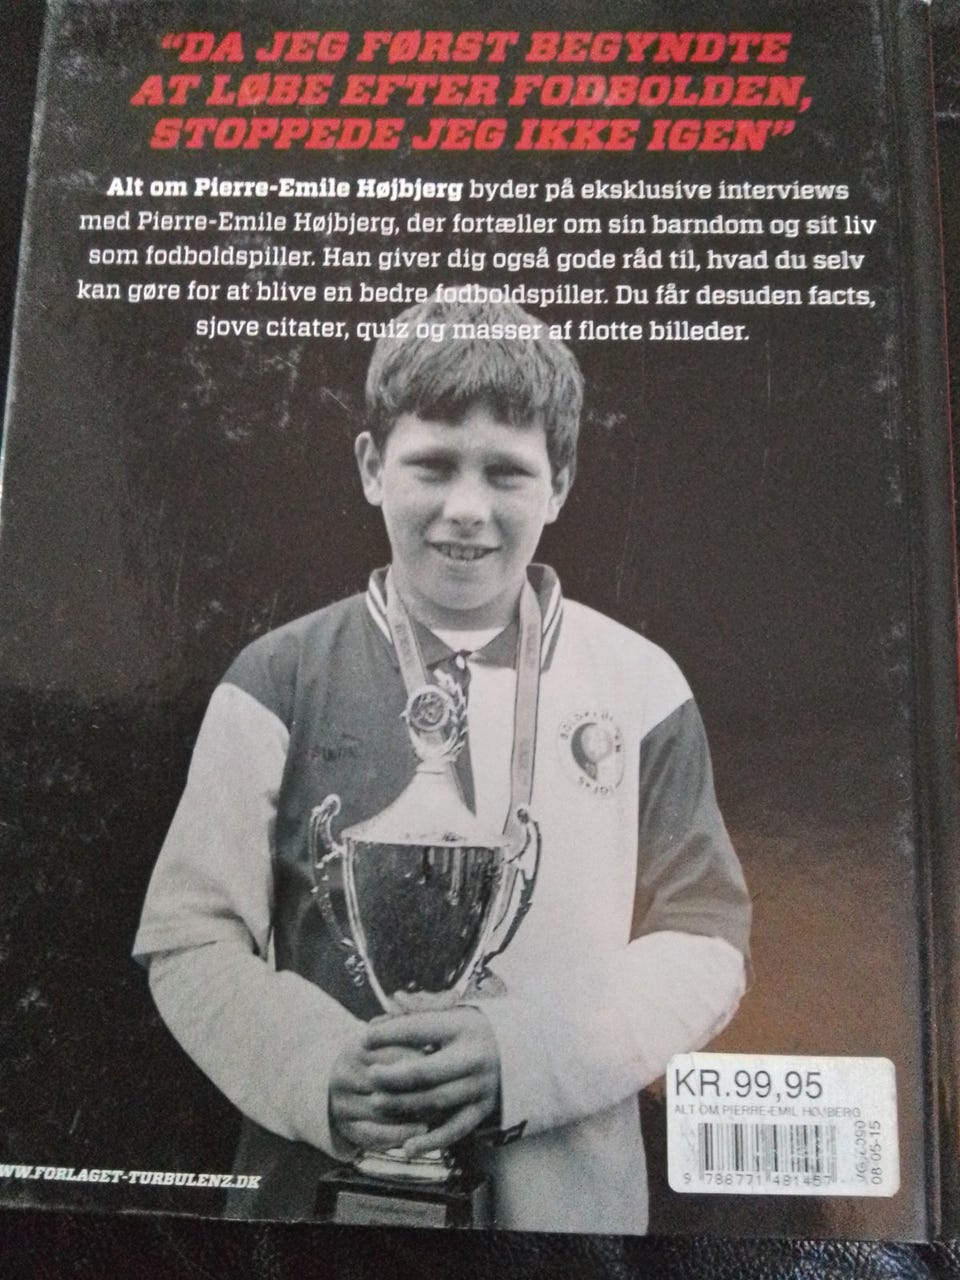 “DA JEG FØRST BEGYNDTE
AT LØBE EFTER FODBOLDEN,
STOPPEDE JEG IKKE IGEN”
Alt om Pierre-Emile Højbjerg byder på eksklusive interviews
med Pierre-Emile Højbjerg, der fortæller om sin barndom og sit liv
som fodboldspiller. Han giver dig også gode råd til, hvad du selv
kan gøre for at blive en bedre fodboldspiller. Du får desuden facts,
sjove citater, quiz og masser af flotte billeder.
KR.99,95
ALT OM PIERRE-EMIL HØJBERG
9 788771 481457
08-05-15
WWW.FORLAGET-TURBULENZ.DK